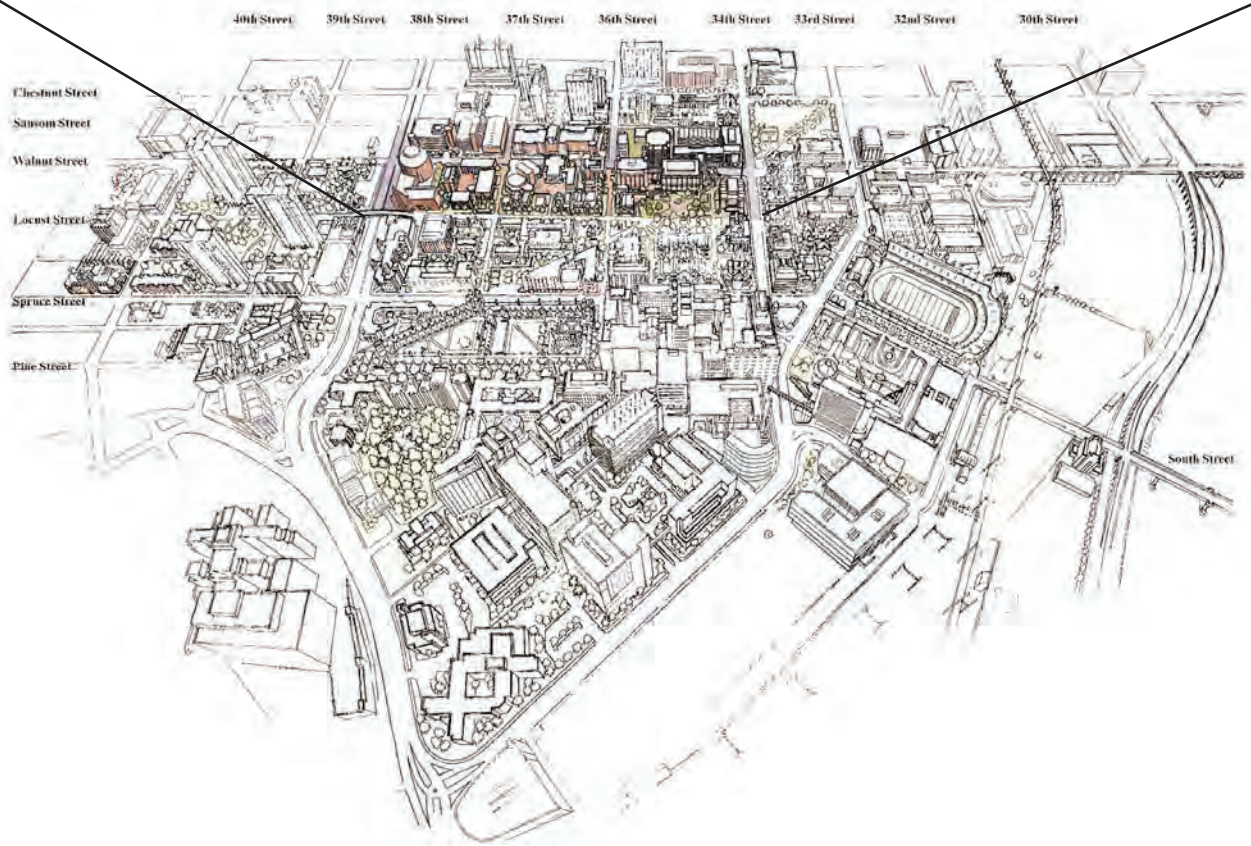 40th Street 39th Street 38th Street 37th Street 36th Street 34th Street 33rd Street 32nd Street 30th Street
Chestnut Street
Sansom Street
Walnut Street
Locust Street
Spruce Street
Pine Street
South Street